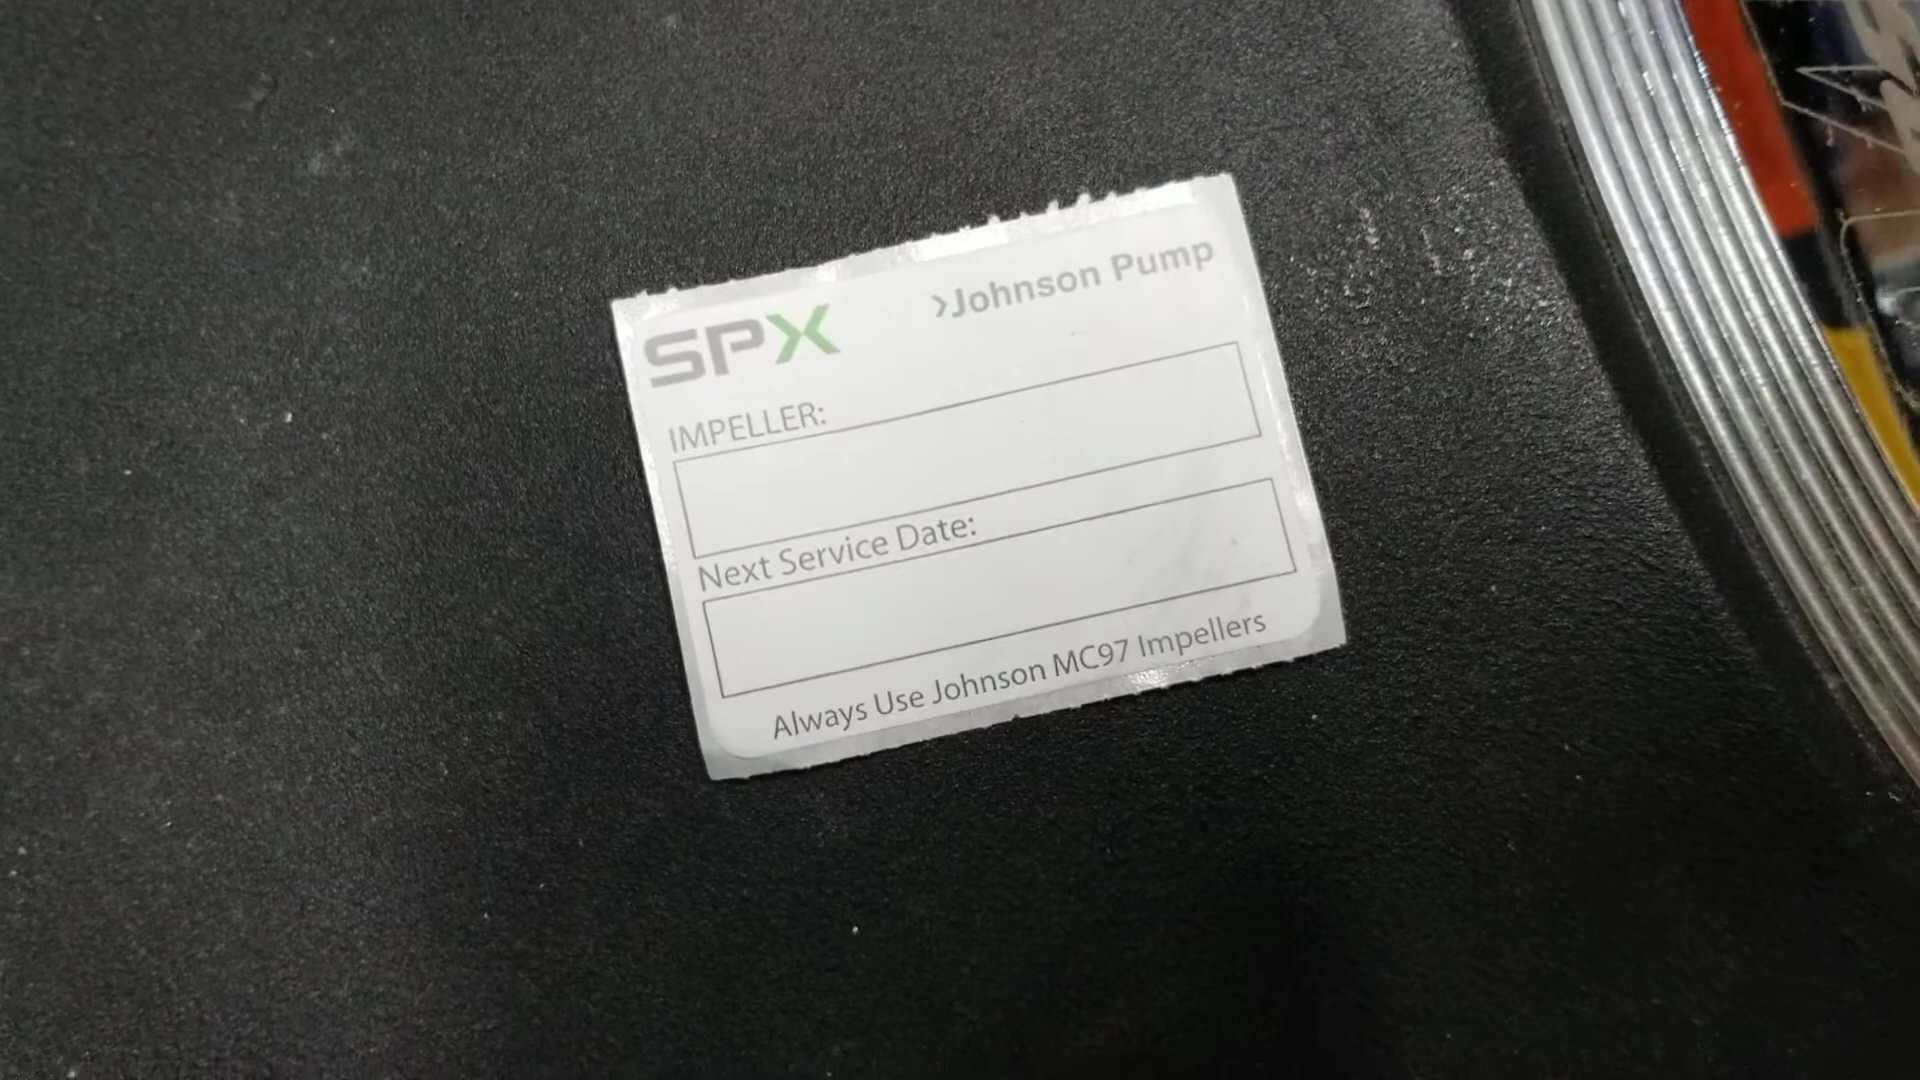 SPX
›Johnson Pump
IMPELLER:
Next Service Date:
Always Use Johnson MC97 Impellers